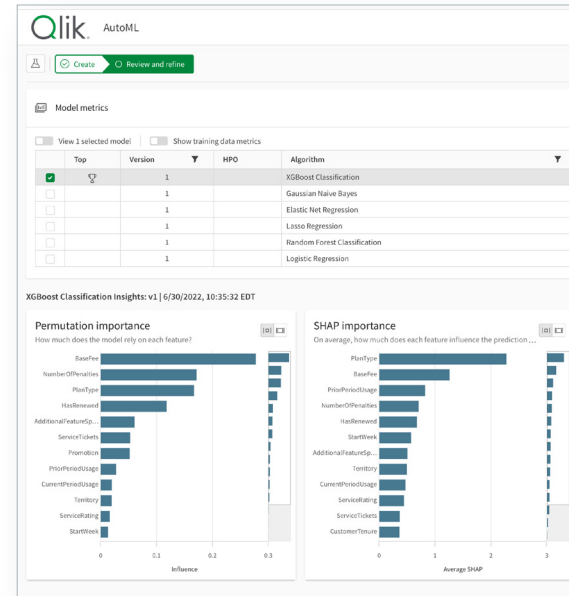 Qlik AutoML
Create Review and refine
Model metrics
View 1 selected model Show training data metrics
Top Version HPO Algorithm
1 XGBoost Classification
1 Gaussian Naive Bayes
1 Elastic Net Regression
1 Lasso Regression
1 Random Forest Classification
1 Logistic Regression
XGBoost Classification Insights: v1 | 6/30/2022, 10:35:32 EDT
Permutation importance
How much does the model rely on each feature?
BaseFee
NumberOfPenalties
PlanType
HasRenewed
AdditionalFeatureSp...
ServiceTickets
Promotion
PriorPeriodUsage
CurrentPeriodUsage
Territory
ServiceRating
StartWeek
0 0.1 0.2 0.3
Influence
SHAP importance
On average, how much does each feature influence the prediction ...
PlanType
BaseFee
PriorPeriodUsage
NumberOfPenalties
HasRenewed
StartWeek
AdditionalFeatureSp...
Territory
CurrentPeriodUsage
ServiceRating
ServiceTickets
CustomerTenure
0 1 2 3
Average SHAP